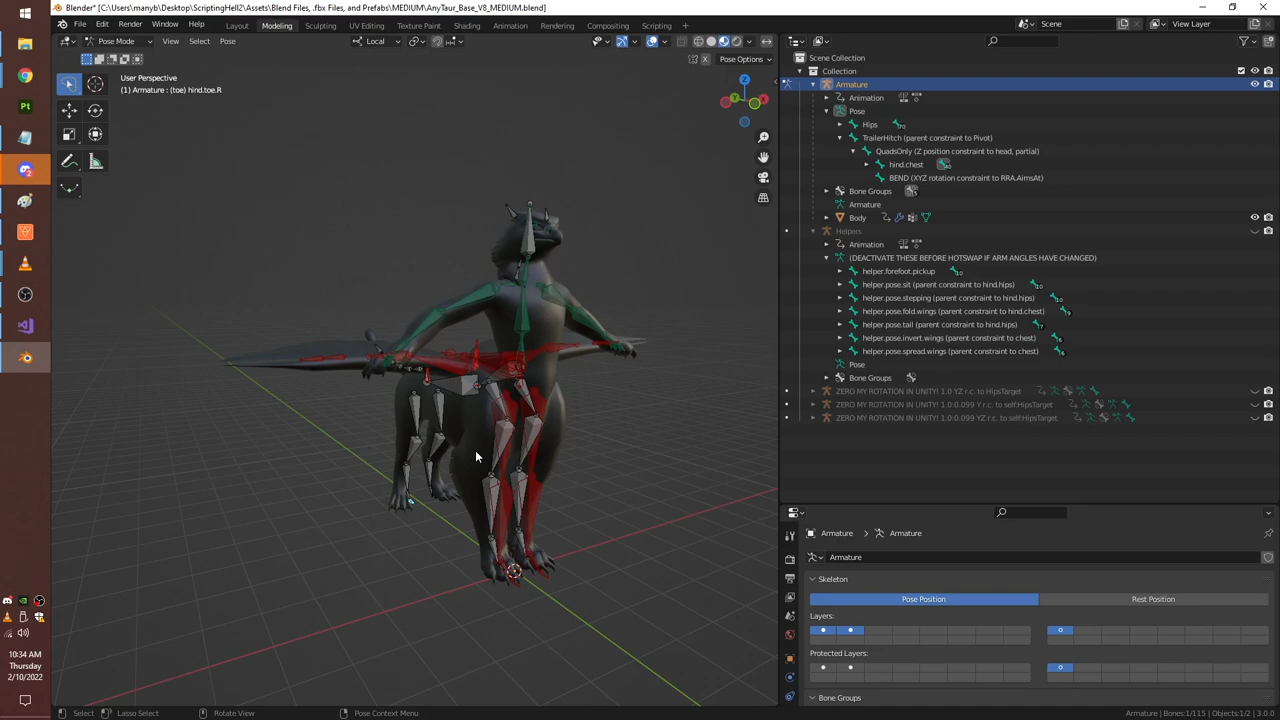 Blender* [C:\Users\manyb\Desktop\ScriptingHell2\Assets\Blend Files, .fbx Files, and Prefabs\MEDIUM\AnyTaur_Base_V8_MEDIUM.blend]
File Edit Render Window Help Layout Modeling Sculpting UV Editing Texture Paint Shading Animation Rendering Compositing Scripting Scene View Layer
Pose Mode View Select Pose Local
Pose Options
User Perspective
(1) Armature : (toe) hind.toe.R
Scene Collection
Collection
Armature
Animation
Pose
Hips
TrailerHitch (parent constraint to Pivot)
QuadsOnly (Z position constraint to head, partial)
hind.chest
BEND (XYZ rotation constraint to RRA.AimsAt)
Bone Groups
Armature
Body
Helpers
Animation
(DEACTIVATE THESE BEFORE HOTSWAP IF ARM ANGLES HAVE CHANGED)
helper.forefoot.pickup
helper.pose.sit (parent constraint to hind.hips)
helper.pose.stepping (parent constraint to hind.hips)
helper.pose.fold.wings (parent constraint to hind.chest)
helper.pose.tail (parent constraint to hind.hips)
helper.pose.invert.wings (parent constraint to chest)
helper.pose.spread.wings (parent constraint to chest)
Pose
Bone Groups
ZERO MY ROTATION IN UNITY! 1.0 YZ r.c. to HipsTarget
ZERO MY ROTATION IN UNITY! 1.0:0.099 Y r.c. to self:HipsTarget
ZERO MY ROTATION IN UNITY! 1.0:0.099 YZ r.c. to self:HipsTarget
Armature > Armature
Armature
Skeleton
Pose Position Rest Position
Layers:
Protected Layers:
Bone Groups
10:34 AM
Thursday
2/10/2022
Select Lasso Select Rotate View Pose Context Menu Armature | Bones:1/115 | Objects:1/2 | 3.0.0